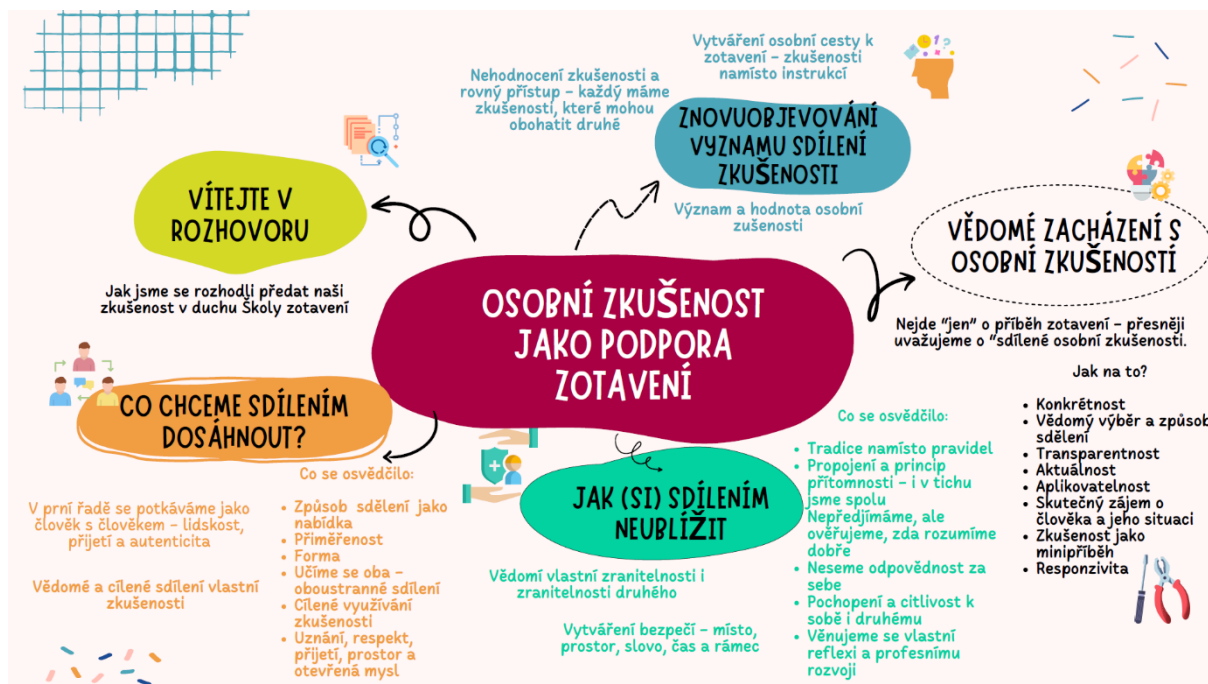 Vytváření osobní cesty k
zotavení – zkušenosti
namísto instrukcí
Nehodnocení zkušenosti a
rovný přístup – každý máme
zkušenosti, které mohou
obohatit druhé
ZNOVUOBJEVOVÁNÍ
VYZNAMU SDÍLENÍ
ZKUŠENOSTI
Význam a hodnota osobní
zušenosti
VÍTEJTE V
ROZHOVORU
Jak jsme se rozhodli předat naši
zkušenost v duchu Školy zotavení
VĚDOMÉ ZACHÁZENÍ S
OSOBNÍ ZKUŠENOSTÍ
Nejde "jen" o příběh zotavení – přesněji
uvažujeme o "sdílené osobní zkušenosti.
Jak na to?
• Konkrétnost
• Vědomý výběr a způsob
sdělení
• Transparentnost
• Aktuálnost
• Aplikovatelnost
• Skutečný zájem o
člověka a jeho situaci
• Zkušenost jako
minipříběh
• Responzivita
OSOBNÍ ZKUŠENOST
JAKO PODPORA
ZOTAVENÍ
CO CHCEME SDÍLENÍM
DOSÁHNOUT?
V prní řadě se potkáváme jako
člověk s člověkem – lidskost,
přijetí a autenticita
Vědomé a cílené sdílení vlastní
zkušenosti
Co se osvědčilo:
• Způsob sdělení jako
nabídka
• Přiměřenost
• Forma
• Učíme se oba –
oboustranné sdílení
• Cílené využívání
zkušenosti
• Uznání, respekt,
přijetí, prostor a
otevřená mysl
JAK (SI) SDÍLENÍM
NEUBLÍŽIT
Vědomí vlastní zranitelnosti i
zranitelnosti druhého
Vytváření bezpečí – místo,
prostor, slovo, čas a rámec
Co se osvědčilo:
• Tradice namísto pravidel
• Propojení a princip
přítomnosti – i v tichu
jsme spolu
Nepředjímáme, ale
ověřujeme, zda rozumíme
dobře
• Neseme odpovědnost za
sebe
• Pochopení a citlivost k
sobě i druhému
• Věnujeme se vlastní
reflexi a profesnímu
rozvoji